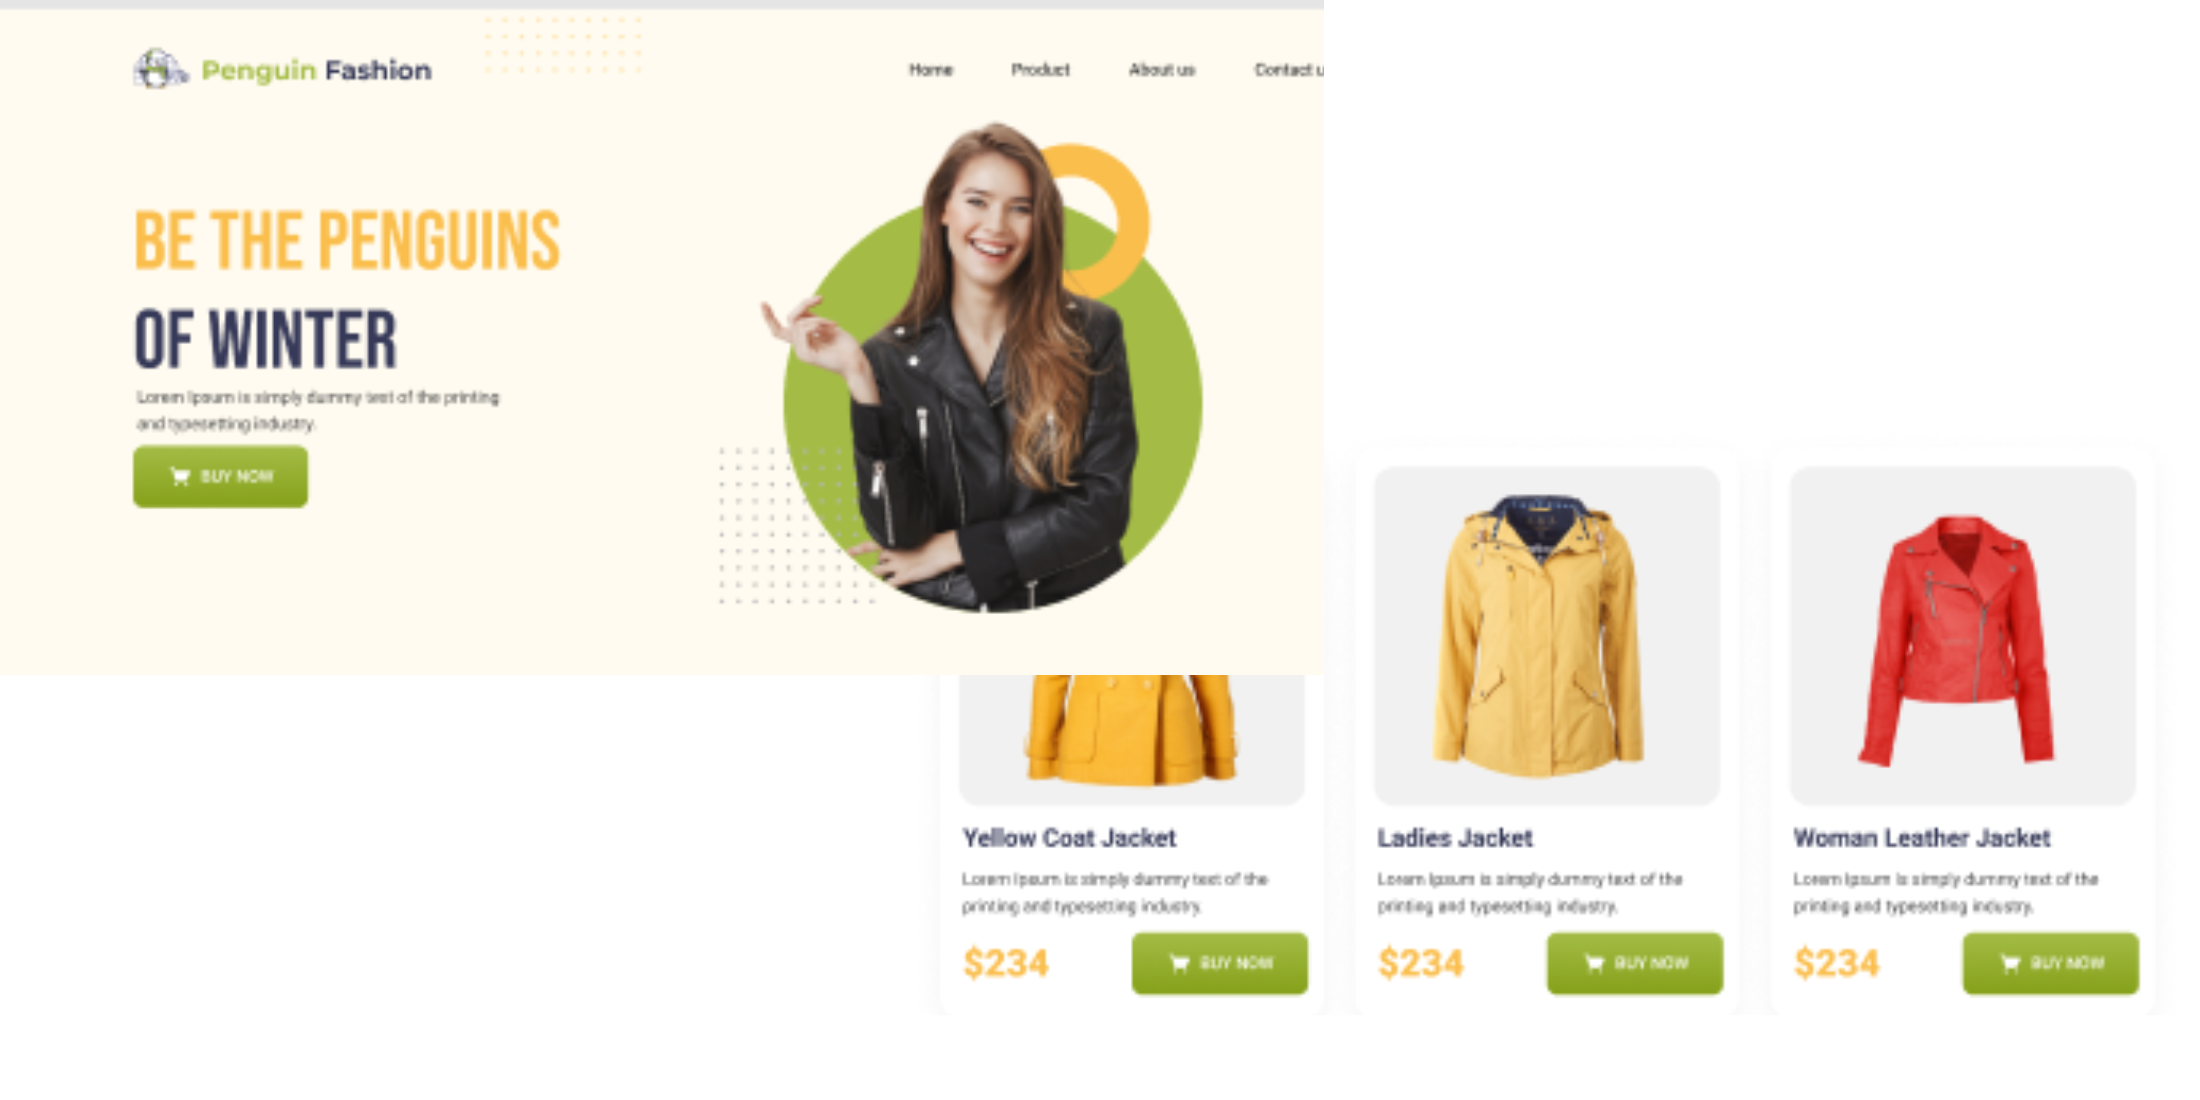 Penguin Fashion
Home Product About us Contact u
BE THE PENGUINS
OF WINTER
Lorem Ipsum is simply dummy text of the printing
and typesetting industry.
BUY NOW
Yellow Coat Jacket
Lorem Ipsum is simply dummy text of the
printing and typesetting industry.
$234 BUY NOW
Ladies Jacket
Lorem Ipsum is simply dummy text of the
printing and typesetting industry.
$234 BUY NOW
Woman Leather Jacket
Lorem Ipsum is simply dummy text of the
printing and typesetting industry.
$234 BUY NOW